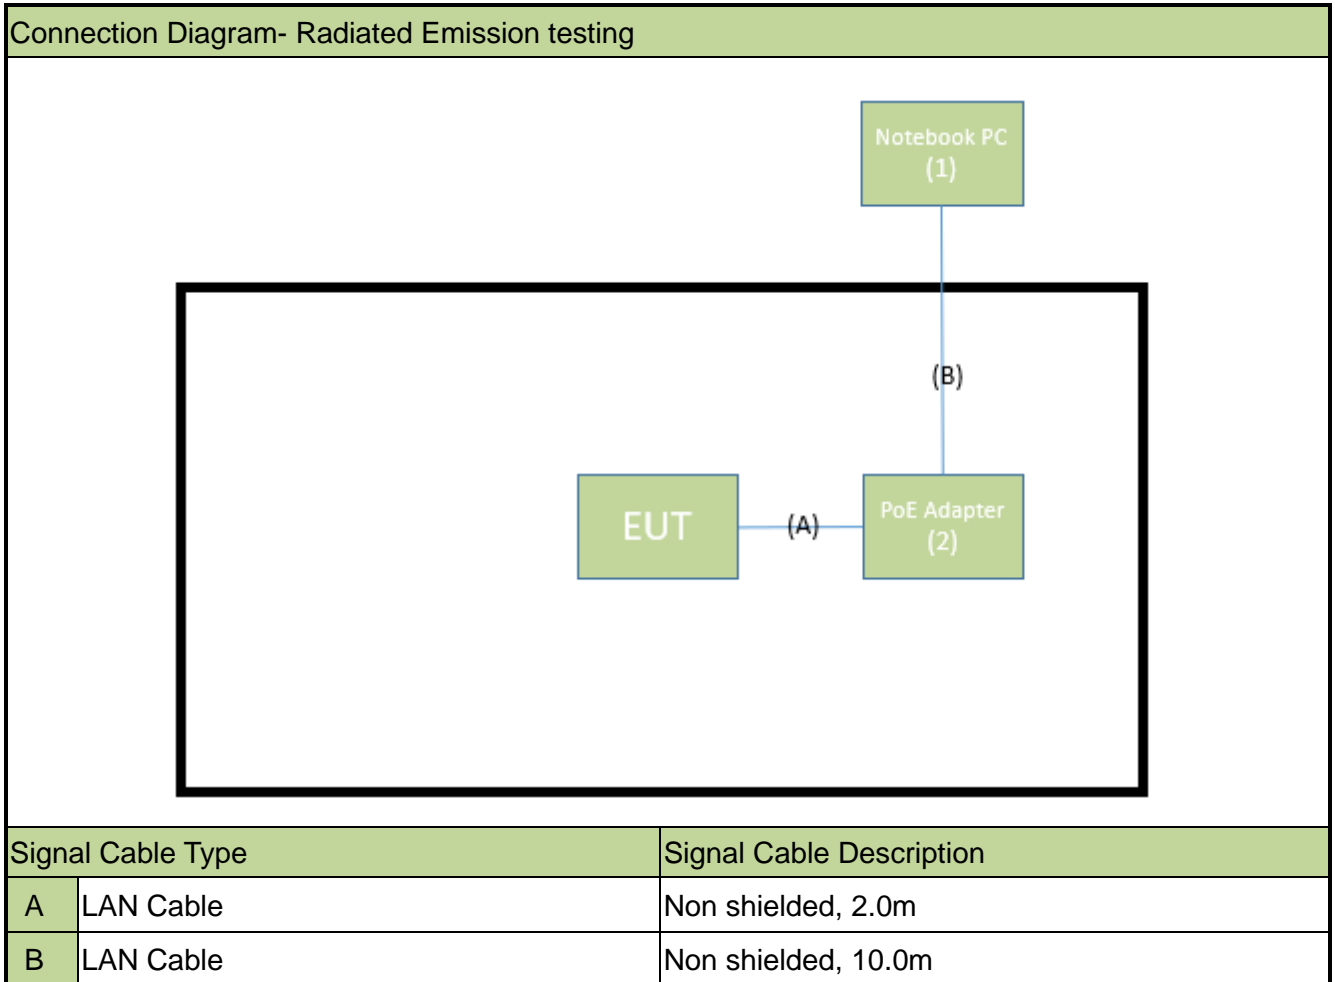 Connection Diagram- Radiated Emission testing
Notebook PC
(1)
(B)
EUT
(A)
PoE Adapter
(2)
Signal Cable Type
Signal Cable Description
A
LAN Cable
Non shielded, 2.0m
B
LAN Cable
Non shielded, 10.0m